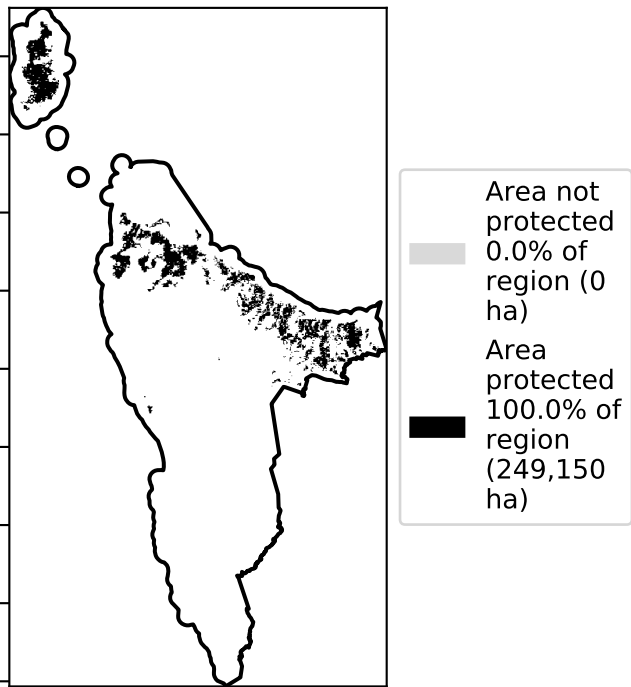 Area not
protected
0.0% of
region (0
ha)
Area
protected
100.0% of
region
(249,150
ha)